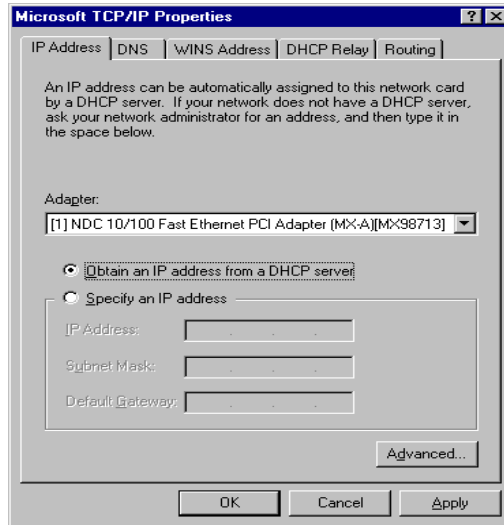 Microsoft TCP/IP Properties
IP Address DNS WINS Address DHCP Relay Routing
An IP address can be automatically assigned to this network card
by a DHCP server. If your network does not have a DHCP server,
ask your network administrator for an address, and then type it in
the space below.
Adapter:
[1] NDC 10/100 Fast Ethernet PCI Adapter (MX-A)[MX98713]
Obtain an IP address from a DHCP server
Specify an IP address
IP Address:
Subnet Mask:
Default Gateway:
Advanced...
OK Cancel Apply